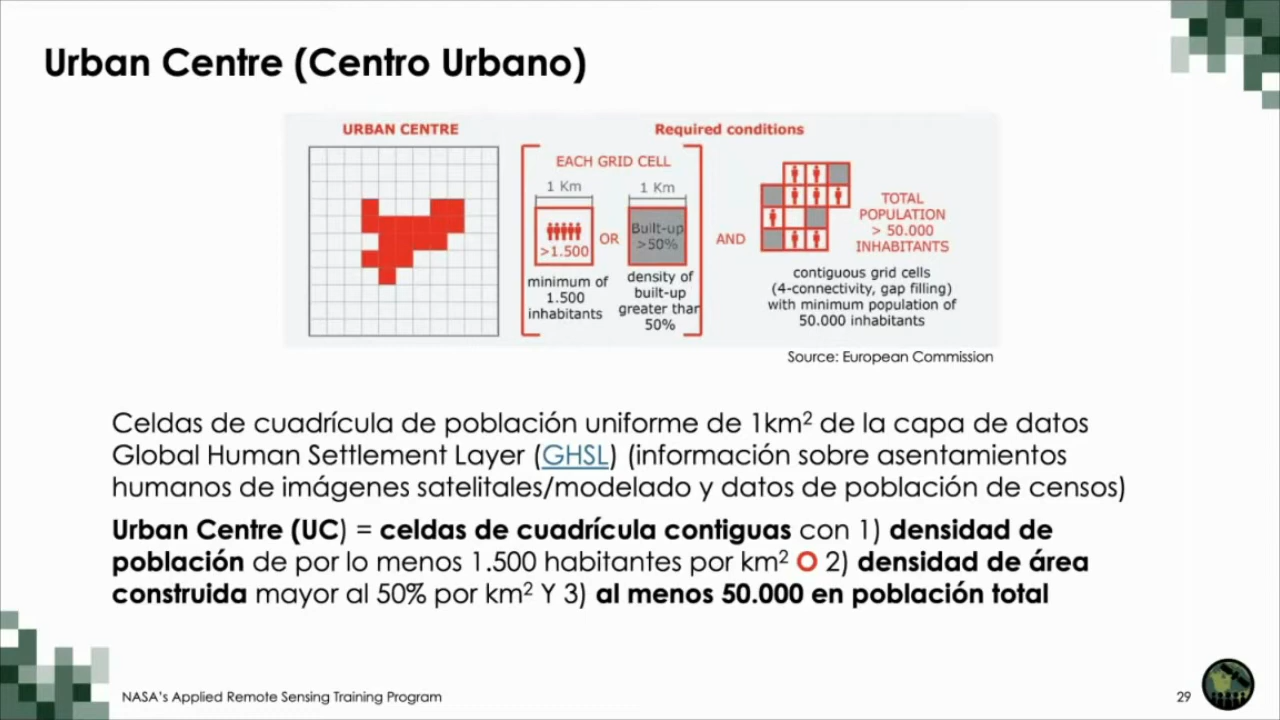 Urban Centre (Centro Urbano)
URBAN CENTRE
Required conditions
EACH GRID CELL
1 Km
1 Km
>1.500
OR
Built-up
>50%
minimum of
1.500
inhabitants
density of
built-up
greater than
50%
AND
TOTAL
POPULATION
> 50.000
INHABITANTS
contiguous grid cells
(4-connectivity, gap filling)
with minimum population of
50.000 inhabitants
Source: European Commission
Celdas de cuadrícula de población uniforme de 1km² de la capa de datos
Global Human Settlement Layer (GHSL) (información sobre asentamientos
humanos de imágenes satelitales/modelado y datos de población de censos)
Urban Centre (UC) = celdas de cuadrícula contiguas con 1) densidad de
población de por lo menos 1.500 habitantes por km² O 2) densidad de área
construida mayor al 50% por km² Y 3) al menos 50.000 en población total
NASA's Applied Remote Sensing Training Program
29